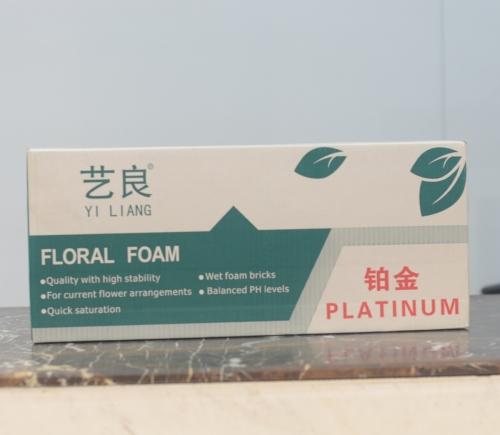 艺良®
YI LIANG
FLORAL FOAM
●Quality with high stability
●For current flower arrangements
●Quick saturation
●Wet foam bricks
●Balanced PH levels
铂金
PLATINUM